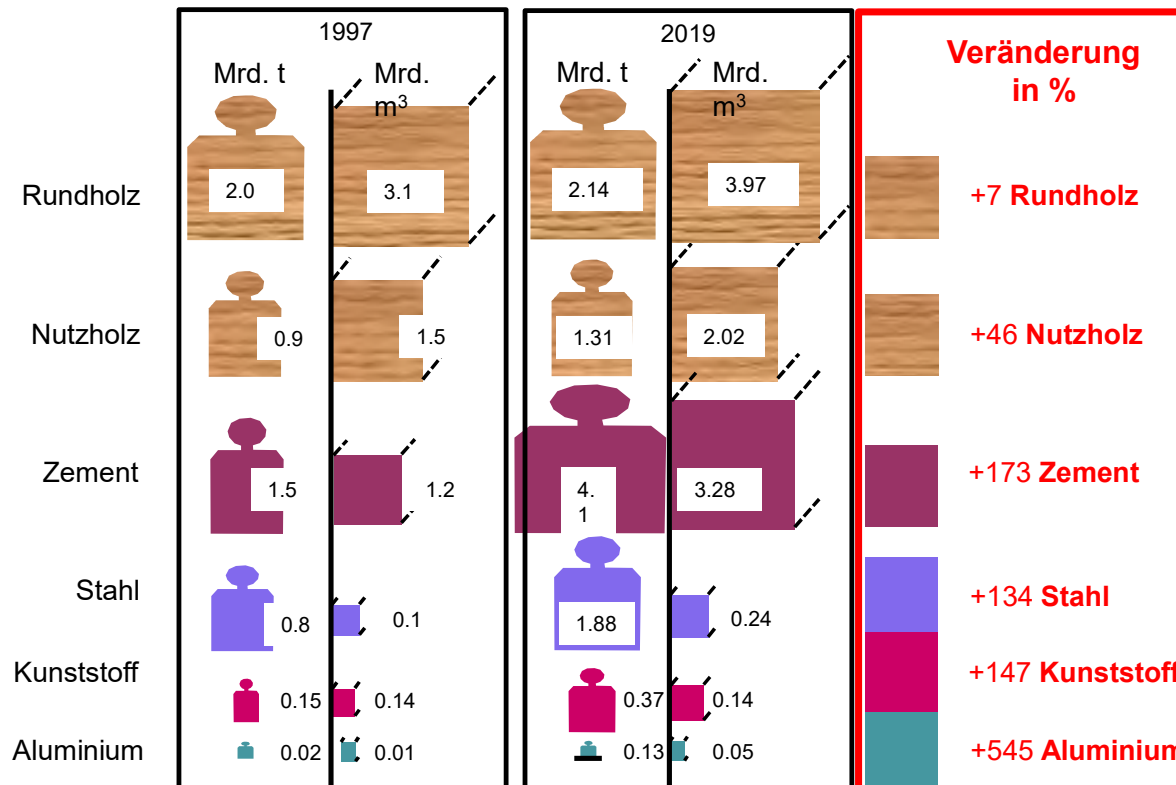 1997
2019
Veränderung
in %
Mrd. t
Mrd.
m³
Mrd. t
Mrd.
m³
Rundholz
2.0
3.1
2.14
3.97
+7 Rundholz
Nutzholz
0.9
1.5
1.31
2.02
+46 Nutzholz
Zement
1.5
1.2
4.
1
3.28
+173 Zement
Stahl
0.8
0.1
1.88
0.24
+134 Stahl
Kunststoff
0.15
0.14
0.37
0.14
+147 Kunststoff
Aluminium
0.02
0.01
0.13
0.05
+545 Aluminium